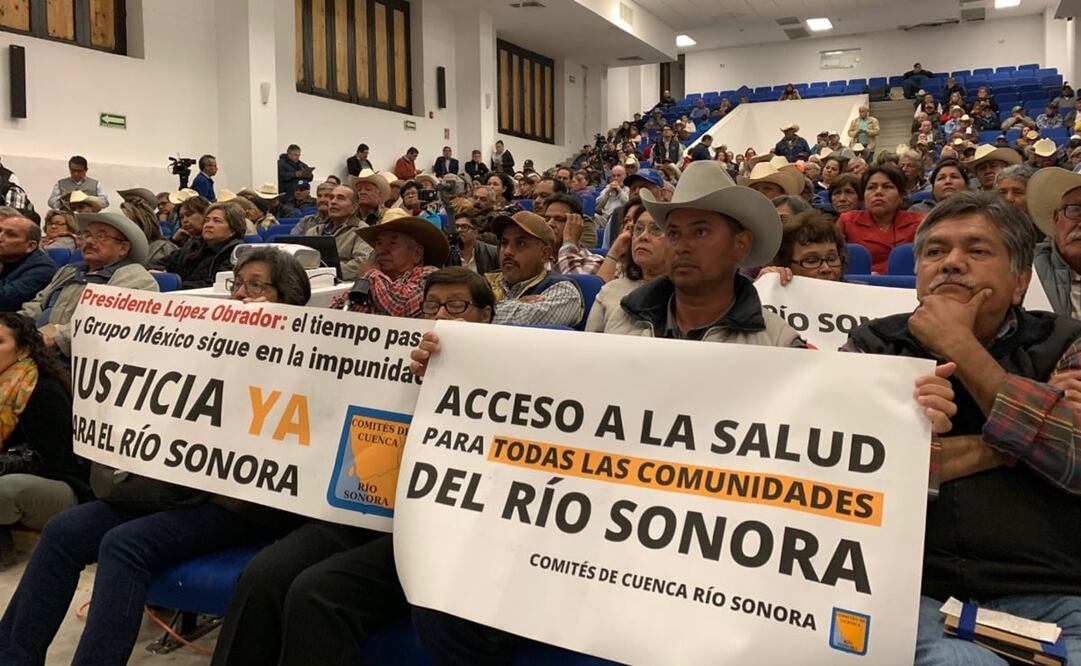 Presidente López Obrador: el tiempo pas
y Grupo México sigue en la impunida
JUSTICIA YA
PARA EL RÍO SONORA
COMITÉS DE
CUENCA
RÍO
SONORA
ACCESO A LA SALUD
PARA TODAS LAS COMUNIDADES
DEL RÍO SONORA
COMITÉS DE CUENCA RÍO SONORA
RÍO SONOR